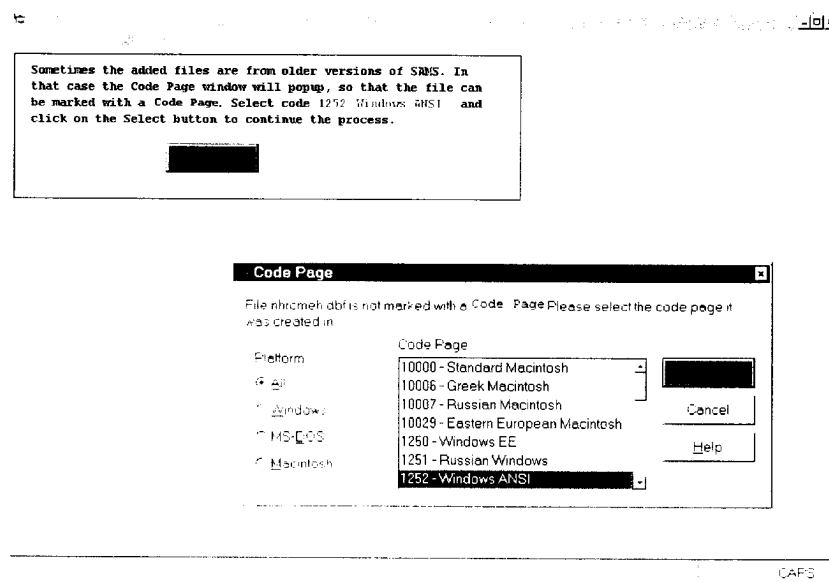 Sometimes the added files are from older versions of SAMS. In
that case the Code Page window will popup, so that the file can
be marked with a Code Page. Select code 1252 Windows ANSI and
click on the Select button to continue the process.
Code Page
File nhrcmeh.dbf is not marked with a Code Page Please select the code page it
was created in
Platform
Code Page
All
Windows
MS-DOS
Macintosh
10000 - Standard Macintosh
10006 - Greek Macintosh
10007 - Russian Macintosh
10029 - Eastern European Macintosh
1250 - Windows EE
1251 - Russian Windows
1252 - Windows ANSI
Cancel
Help
CAPS